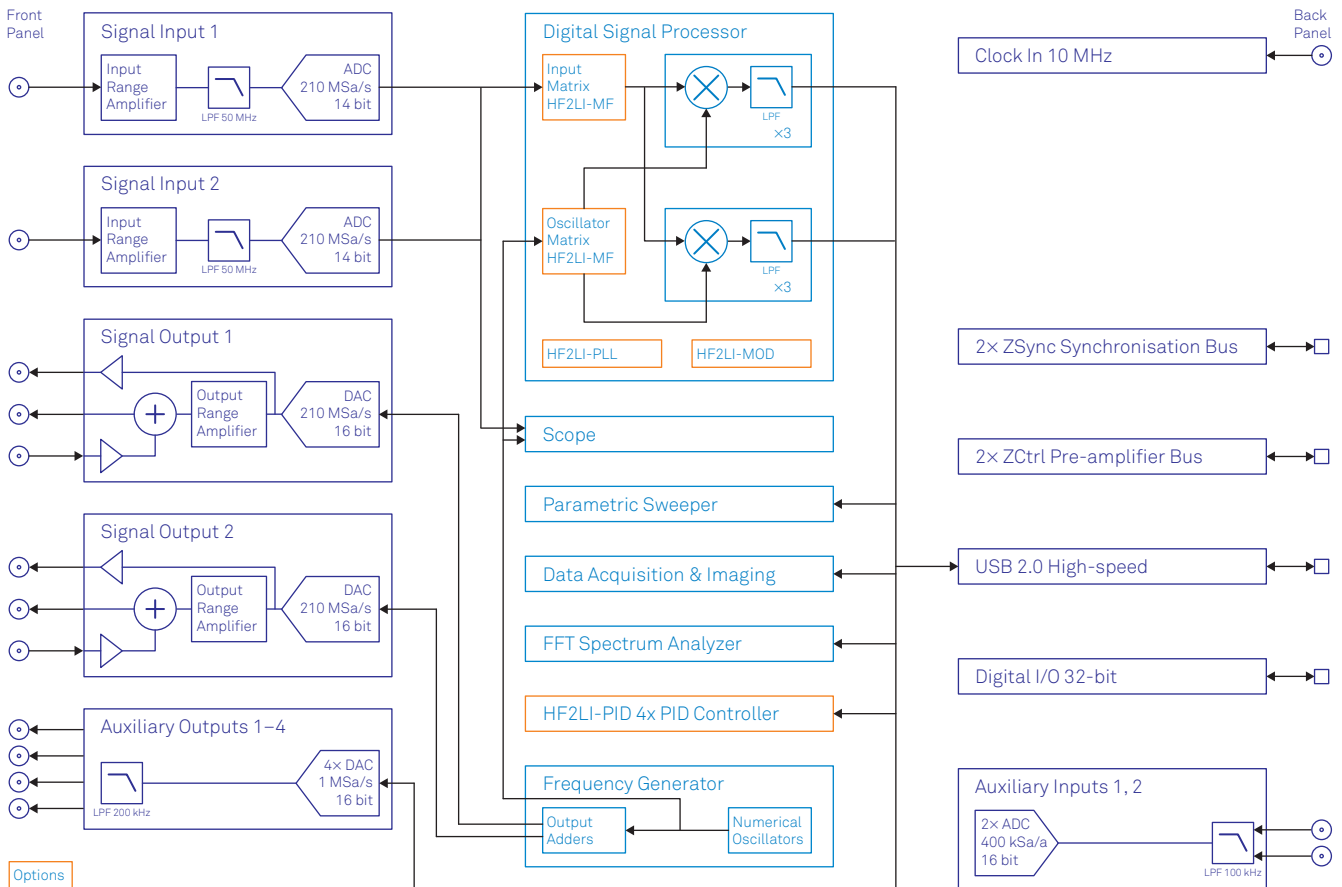 Front
Panel
Signal Input 1
Input
Range
Amplifier
LPF 50 MHz
ADC
210 MSa/s
14 bit
Signal Input 2
Input
Range
Amplifier
LPF 50 MHz
ADC
210 MSa/s
14 bit
Signal Output 1
Output
Range
Amplifier
DAC
210 MSa/s
16 bit
Signal Output 2
Output
Range
Amplifier
DAC
210 MSa/s
16 bit
Auxiliary Outputs 1–4
LPF 200 kHz
4× DAC
1 MSa/s
16 bit
Options
Digital Signal Processor
Input
Matrix
HF2LI-MF
LPF
×3
Oscillator
Matrix
HF2LI-MF
LPF
×3
HF2LI-PLL
HF2LI-MOD
Scope
Parametric Sweeper
Data Acquisition & Imaging
FFT Spectrum Analyzer
HF2LI-PID 4x PID Controller
Frequency Generator
Output
Adders
Numerical
Oscillators
Back
Panel
Clock In 10 MHz
2× ZSync Synchronisation Bus
2× ZCtrl Pre-amplifier Bus
USB 2.0 High-speed
Digital I/O 32-bit
Auxiliary Inputs 1, 2
2× ADC
400 kSa/a
16 bit
LPF 100 kHz